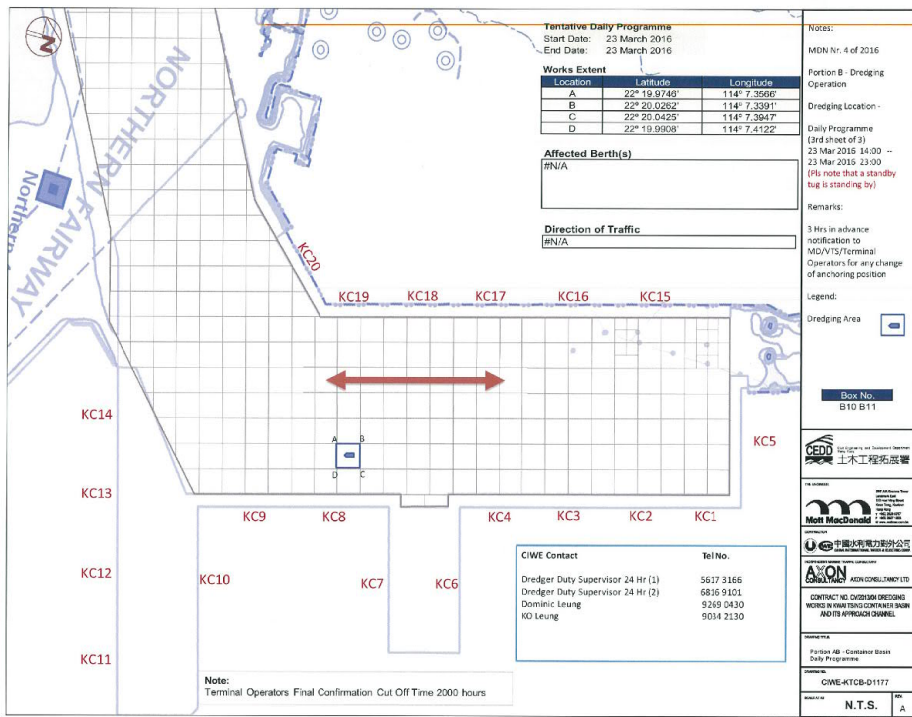 N
NORTHERN FAIRWAY
Northern
Tentative Daily Programme
Start Date: 23 March 2016
End Date: 23 March 2016
Works Extent
Location Latitude Longitude
A 22° 19.9746' 114° 7.3566'
B 22° 20.0262' 114° 7.3391'
C 22° 20.0425' 114° 7.3947'
D 22° 19.9908' 114° 7.4122'
Affected Berth(s)
#N/A
Direction of Traffic
#N/A
KC20
KC19 KC18 KC17 KC16 KC15
KC14
KC5
A B
D C
KC13
KC9 KC8 KC4 KC3 KC2 KC1
KC12 KC10 KC7 KC6
KC11
CIWE Contact Tel No.
Dredger Duty Supervisor 24 Hr (1) 5617 3166
Dredger Duty Supervisor 24 Hr (2) 6816 9101
Dominic Leung 9269 0430
KO Leung 9034 2130
Note:
Terminal Operators Final Confirmation Cut Off Time 2000 hours
Notes:
MDN Nr. 4 of 2016
Portion B - Dredging
Operation
Dredging Location -
Daily Programme
(3rd sheet of 3)
23 Mar 2016 14:00 --
23 Mar 2016 23:00
(Pls note that a standby
tug is standing by)
Remarks:
3 Hrs in advance
notification to
MD/VTS/Terminal
Operators for any change
of anchoring position
Legend:
Dredging Area
Box No.
B10 B11
CEDD
土木工程拓展署
Mott MacDonald
CIWE 中國水利電力對外公司
AXON
CONSULTANCY AXON CONSULTANCY LTD
CONTRACT NO. CV/2013/04 DREDGING
WORKS IN KWAI TSING CONTAINER BASIN
AND ITS APPROACH CHANNEL
Portion AB - Container Basin
Daily Programme
CIWE-KTCB-D1177
N.T.S.
A